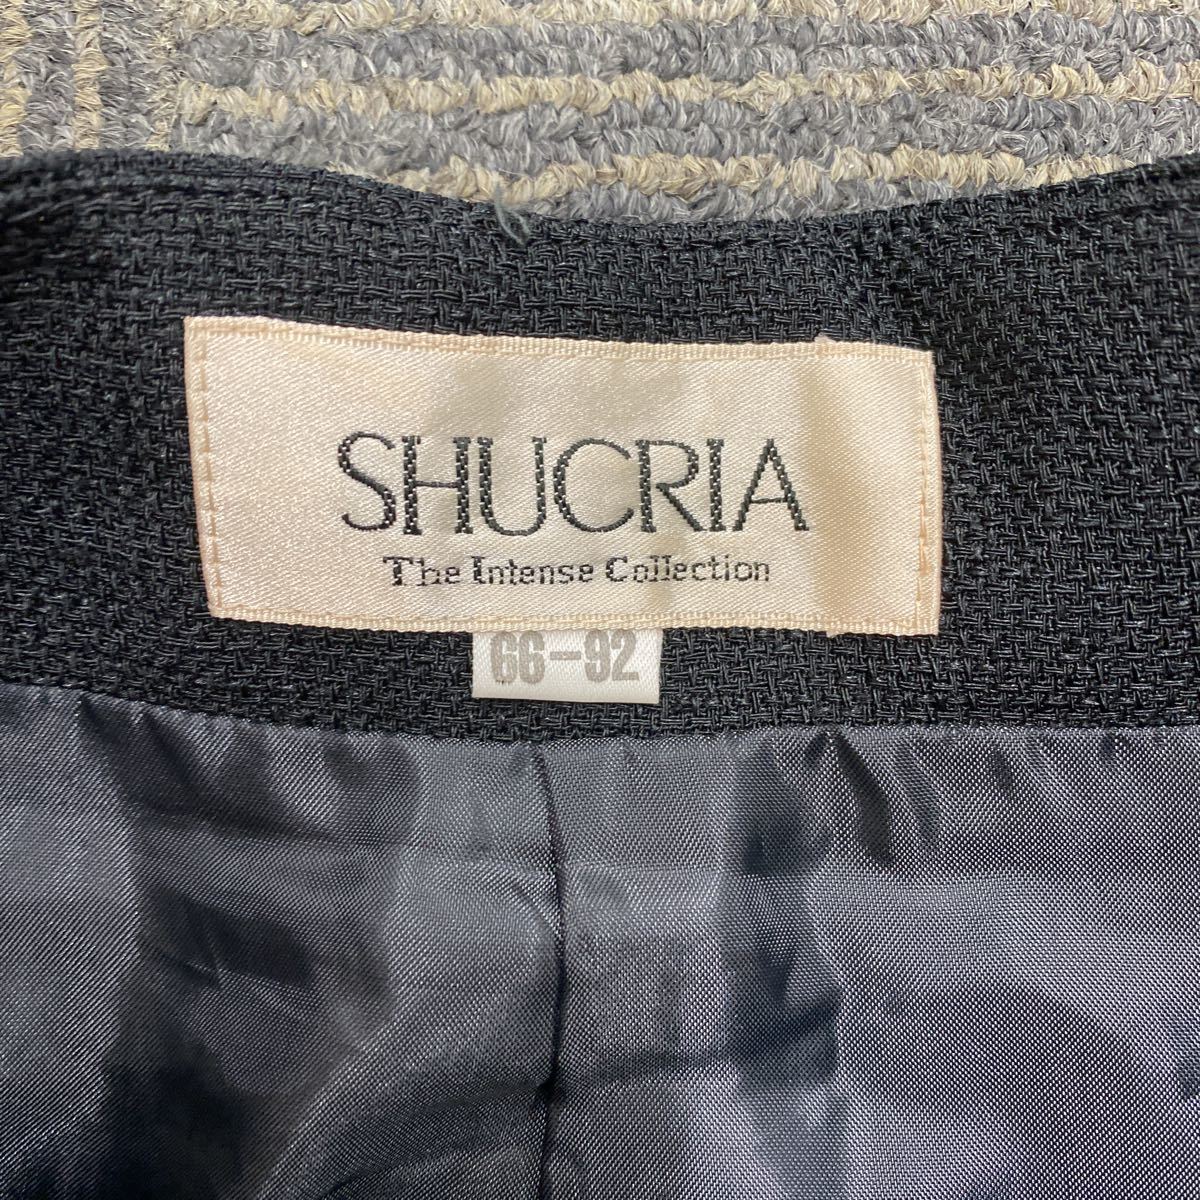 SHUCRIA
The Intense Collection
66-92